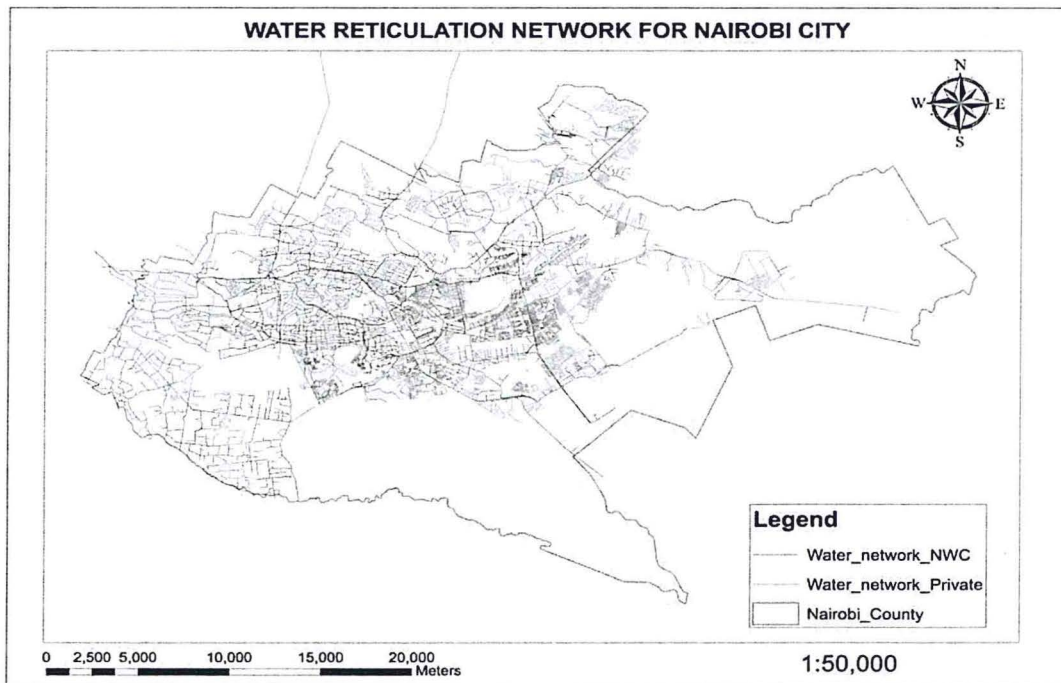 WATER RETICULATION NETWORK FOR NAIROBI CITY
N
W E
S
Legend
Water_network_NWC
Water_network_Private
Nairobi_County
0 2,500 5,000 10,000 15,000 20,000
Meters
1:50,000